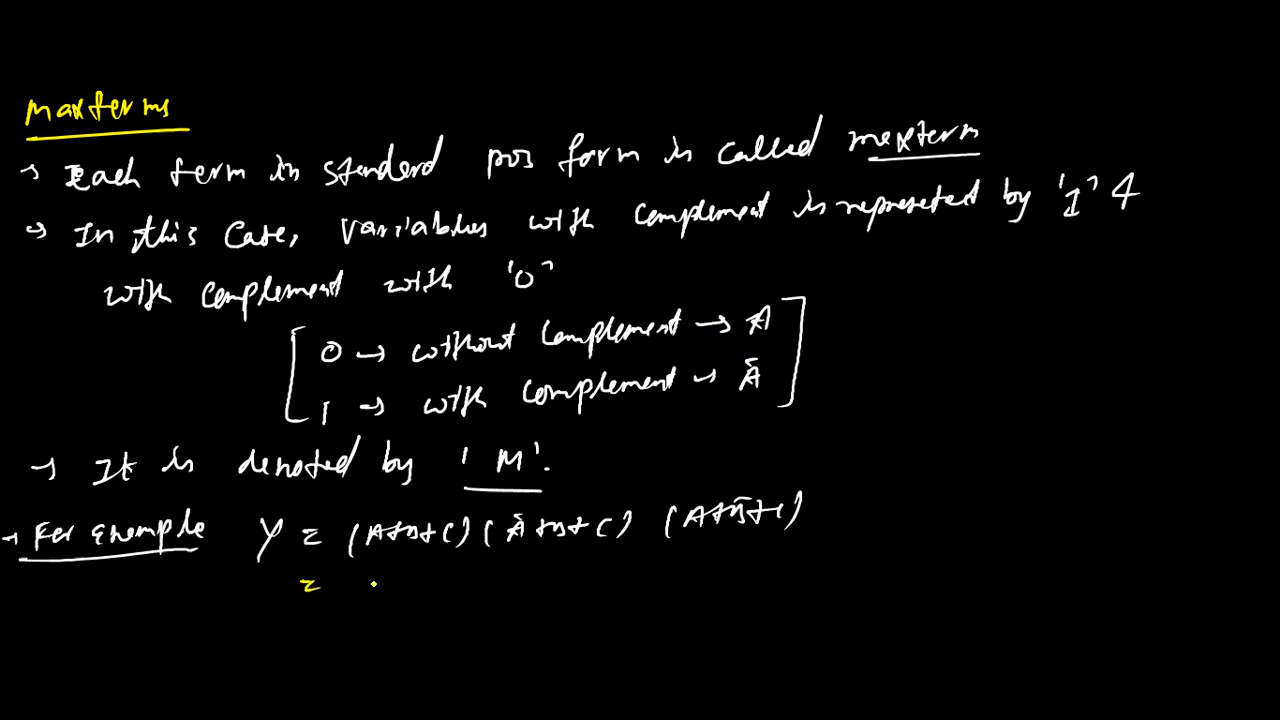 Maxterms
→ Each term in standard pos form is called maxterm
→ In this case, variables with complement is represented by '1' &
with complement with '0'
0 → without complement → A
1 → with complement → Ā
→ It is denoted by 'M'.
→ For Example Y = (A+B+C) (Ā+B+C) (A+B̄+C)
= .